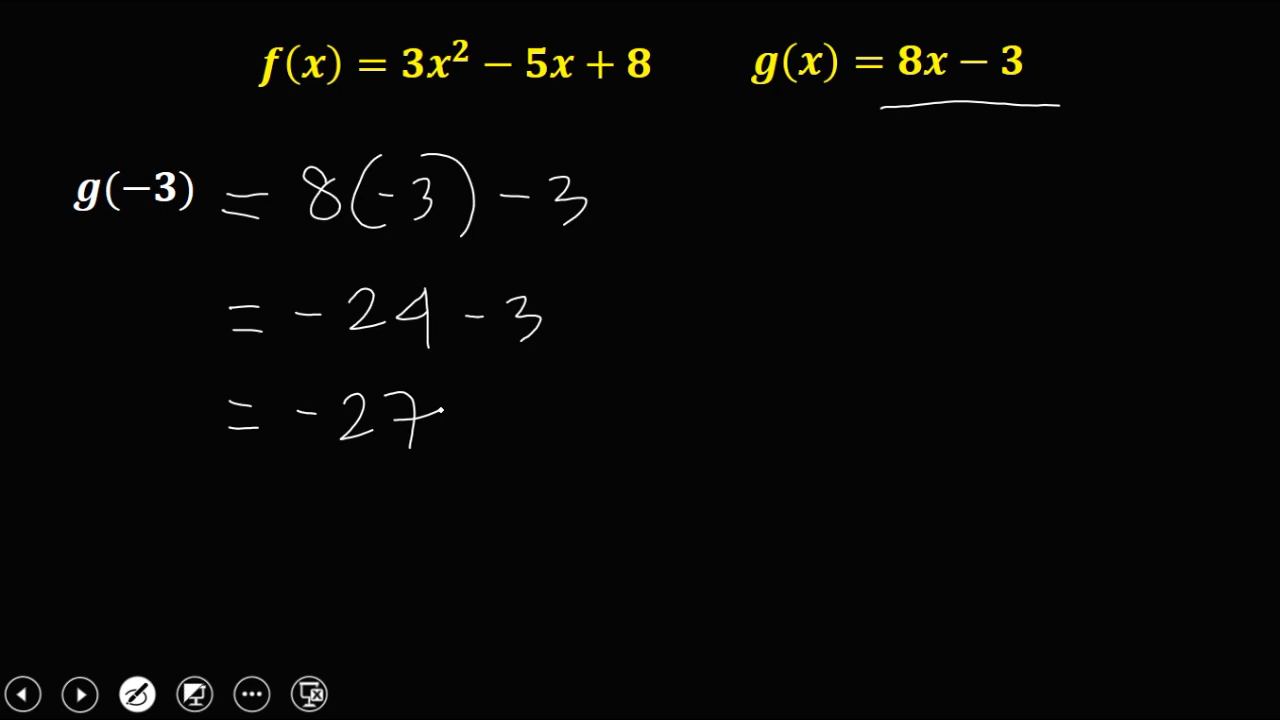 f(x) = 3x² − 5x + 8    g(x) = 8x − 3
g(−3) = 8(-3) - 3
= - 24 - 3
= - 27